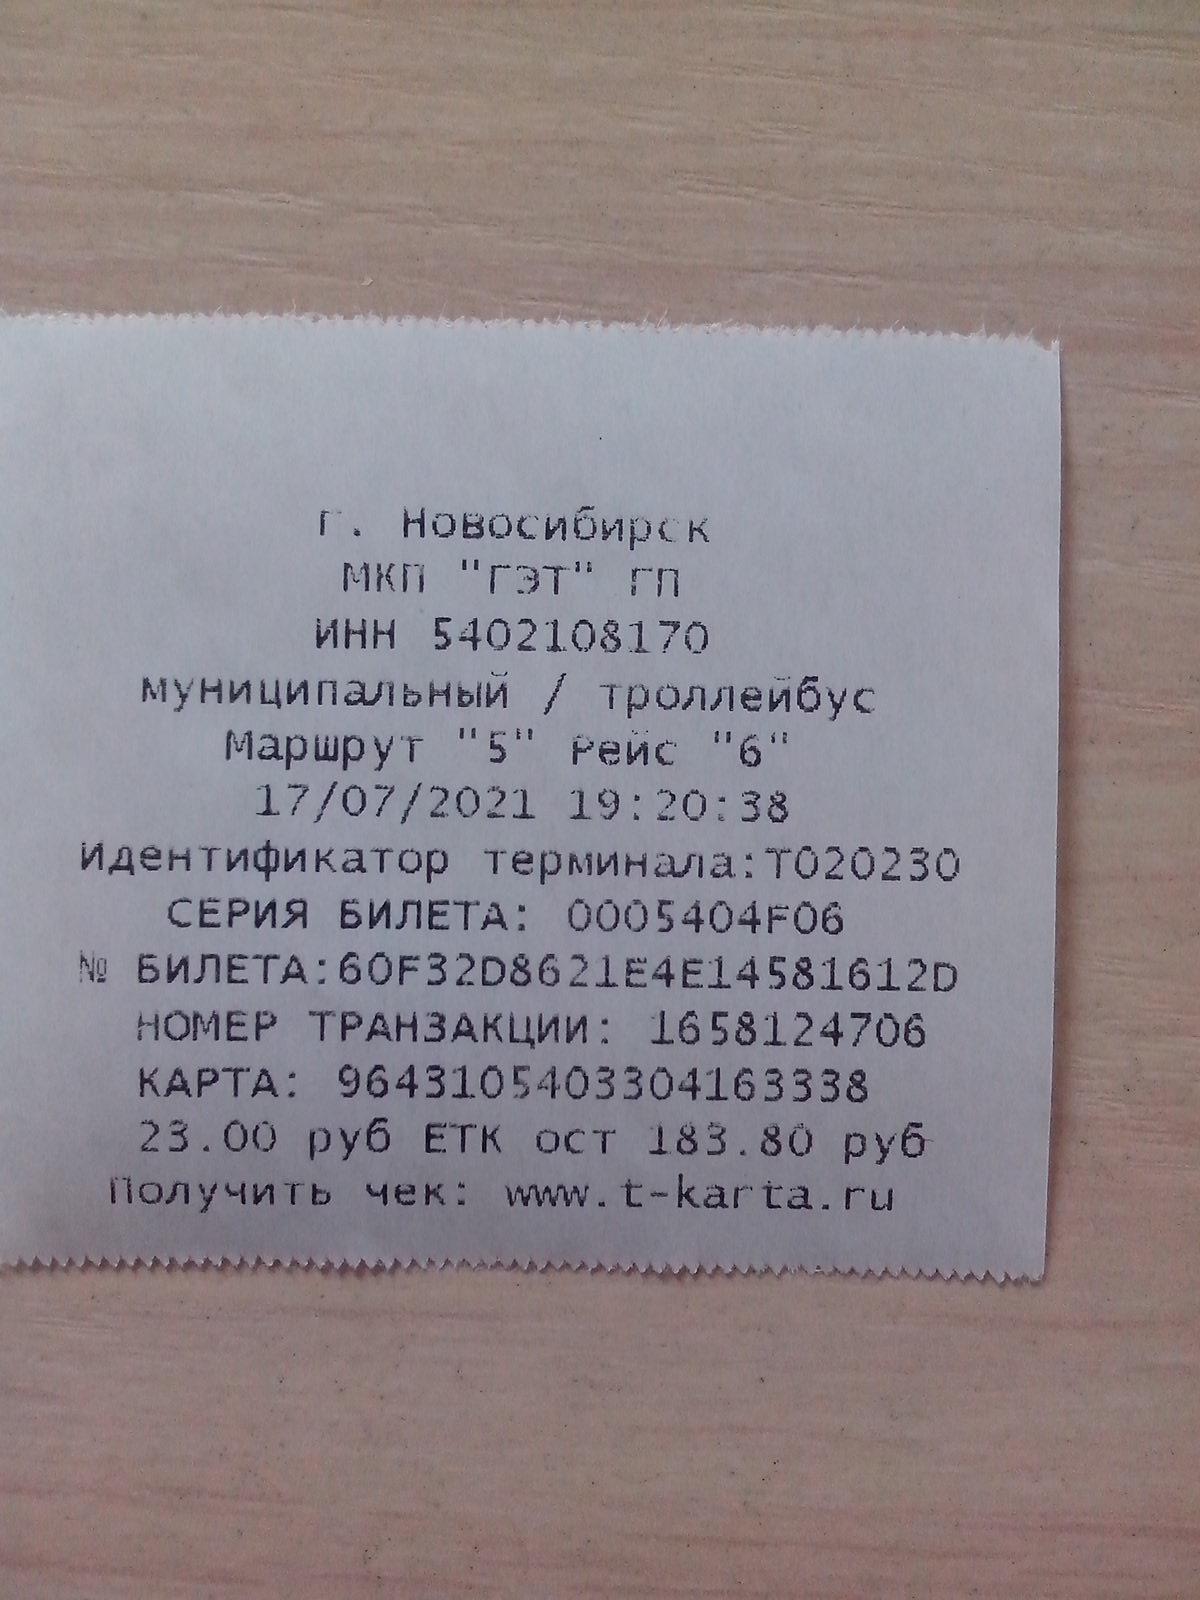 г. Новосибирск
МКП "ГЭТ" ГП
ИНН 5402108170
муниципальный / троллейбус
Маршрут "5" Рейс "6"
17/07/2021 19:20:38
Идентификатор терминала:T020230
СЕРИЯ БИЛЕТА: 0005404F06
№ БИЛЕТА:60F32D8621E4E14581612D
НОМЕР ТРАНЗАКЦИИ: 1658124706
КАРТА: 9643105403304163338
23.00 руб ЕТК ост 183.80 руб
Получить чек: www.t-karta.ru